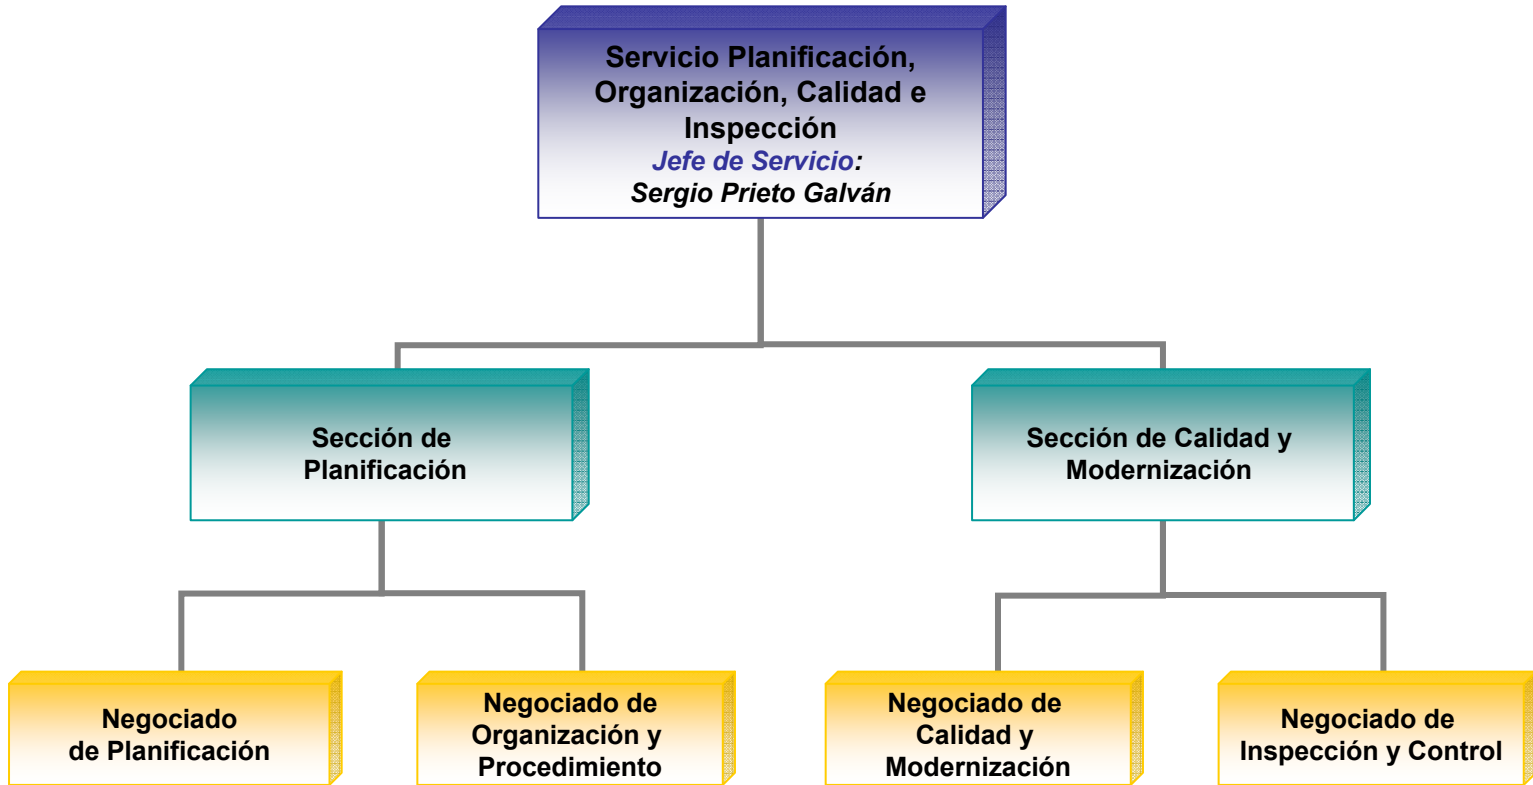 Servicio Planificación,
Organización, Calidad e
Inspección
Jefe de Servicio:
Sergio Prieto Galván
Sección de
Planificación
Sección de Calidad y
Modernización
Negociado
de Planificación
Negociado de
Organización y
Procedimiento
Negociado de
Calidad y
Modernización
Negociado de
Inspección y Control